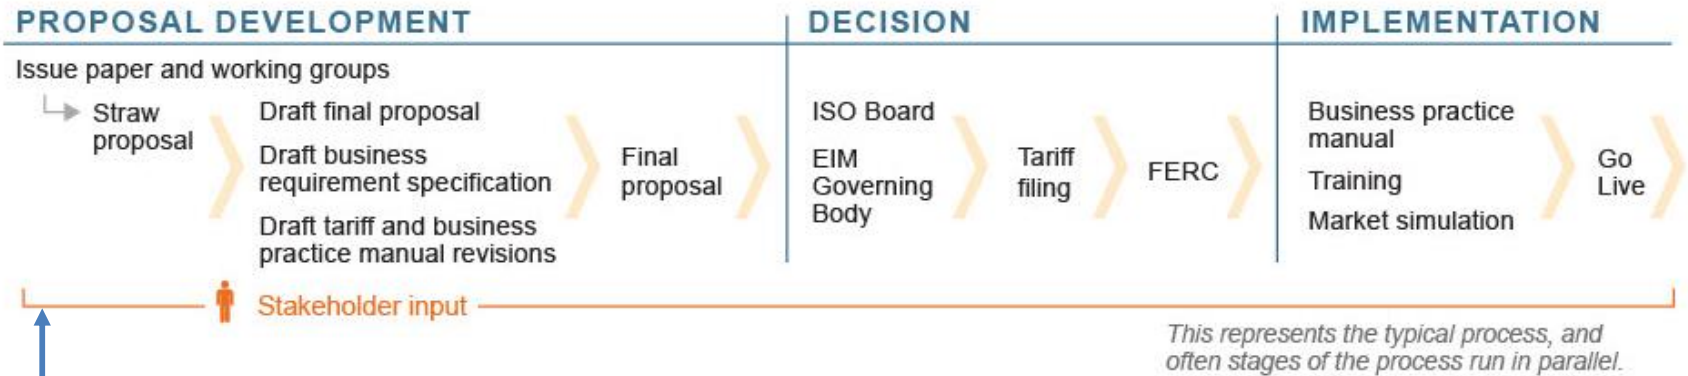 PROPOSAL DEVELOPMENT
DECISION
IMPLEMENTATION
Issue paper and working groups
Straw
proposal
Draft final proposal
Draft business
requirement specification
Draft tariff and business
practice manual revisions
Final
proposal
ISO Board
EIM
Governing
Body
Tariff
filing
FERC
Business practice
manual
Training
Market simulation
Go
Live
Stakeholder input
This represents the typical process, and
often stages of the process run in parallel.